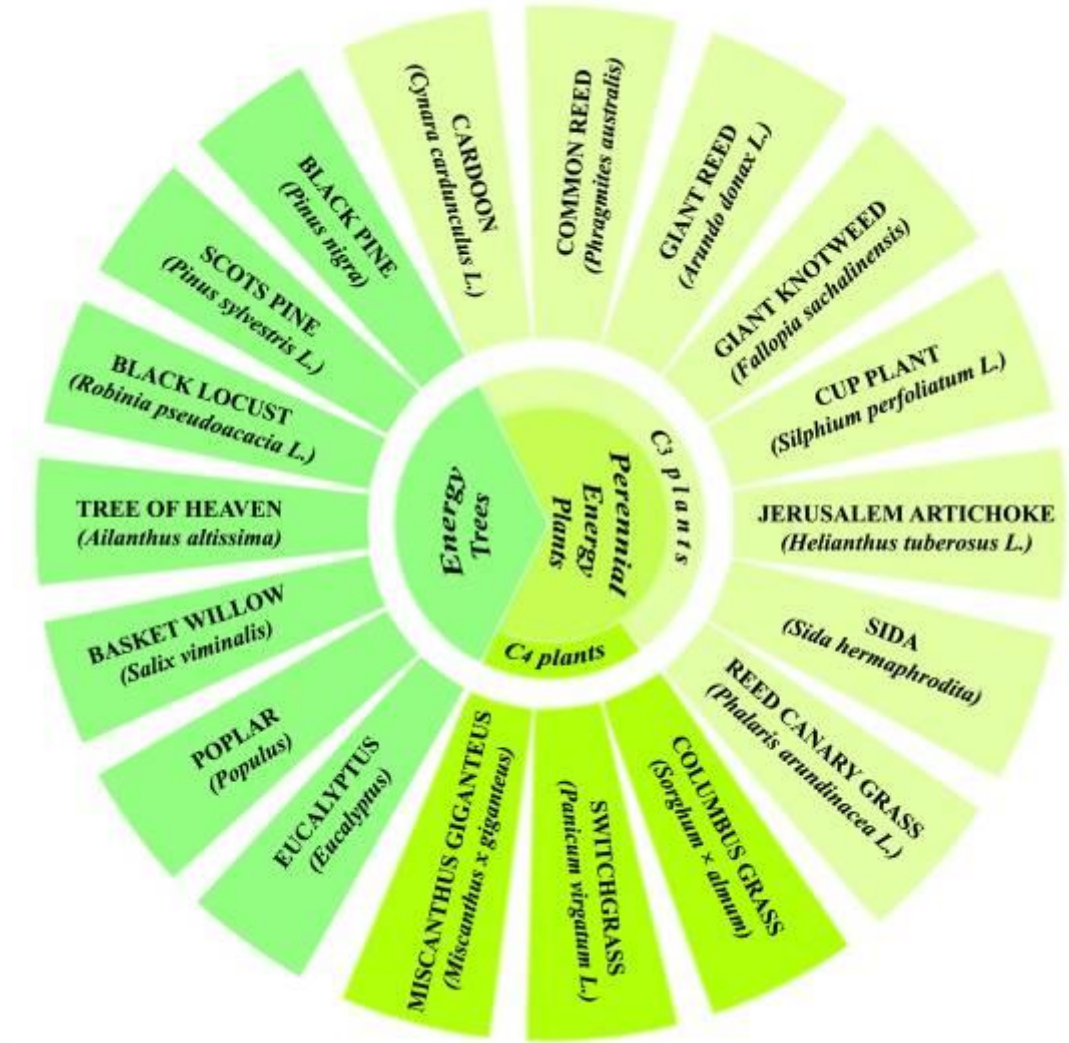 CARDOON
(Cynara cardunculus L.)
COMMON REED
(Phragmites australis)
GIANT REED
(Arundo donax L.)
GIANT KNOTWEED
(Fallopia sachalinensis)
CUP PLANT
(Silphium perfoliatum L.)
JERUSALEM ARTICHOKE
(Helianthus tuberosus L.)
SIDA
(Sida hermaphrodita)
REED CANARY GRASS
(Phalaris arundinacea L.)
COLUMBUS GRASS
(Sorghum × almum)
SWITCHGRASS
(Panicum virgatum L.)
MISCANTHUS GIGANTEUS
(Miscanthus x giganteus)
EUCALYPTUS
(Eucalyptus)
POPLAR
(Populus)
BASKET WILLOW
(Salix viminalis)
TREE OF HEAVEN
(Ailanthus altissima)
BLACK LOCUST
(Robinia pseudoacacia L.)
SCOTS PINE
(Pinus sylvestris L.)
BLACK PINE
(Pinus nigra)
Energy
Trees
Perennial
Energy
Plants
C3 plants
C4 plants